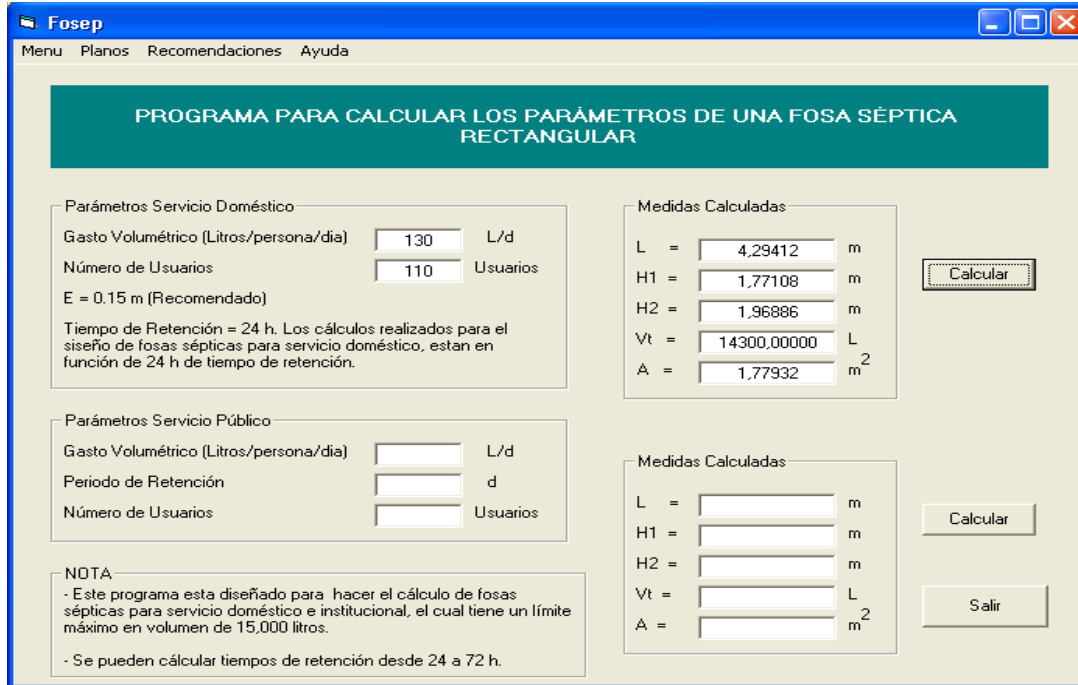 Fosep
Menu Planos Recomendaciones Ayuda
PROGRAMA PARA CALCULAR LOS PARÁMETROS DE UNA FOSA SÉPTICA
RECTANGULAR
Parámetros Servicio Doméstico
Gasto Volumétrico (Litros/persona/dia) 130 L/d
Número de Usuarios 110 Usuarios
E = 0.15 m (Recomendado)
Tiempo de Retención = 24 h. Los cálculos realizados para el
siseño de fosas sépticas para servicio doméstico, estan en
función de 24 h de tiempo de retención.
Medidas Calculadas
L = 4,29412 m
H1 = 1,77108 m
H2 = 1,96886 m
Vt = 14300,00000 L
A = 1,77932 m2
Calcular
Parámetros Servicio Público
Gasto Volumétrico (Litros/persona/dia) L/d
Periodo de Retención d
Número de Usuarios Usuarios
Medidas Calculadas
L = m
H1 = m
H2 = m
Vt = L
A = m2
Calcular
Salir
NOTA
- Este programa esta diseñado para hacer el cálculo de fosas
sépticas para servicio doméstico e institucional, el cual tiene un límite
máximo en volumen de 15,000 litros.
- Se pueden cálcular tiempos de retención desde 24 a 72 h.